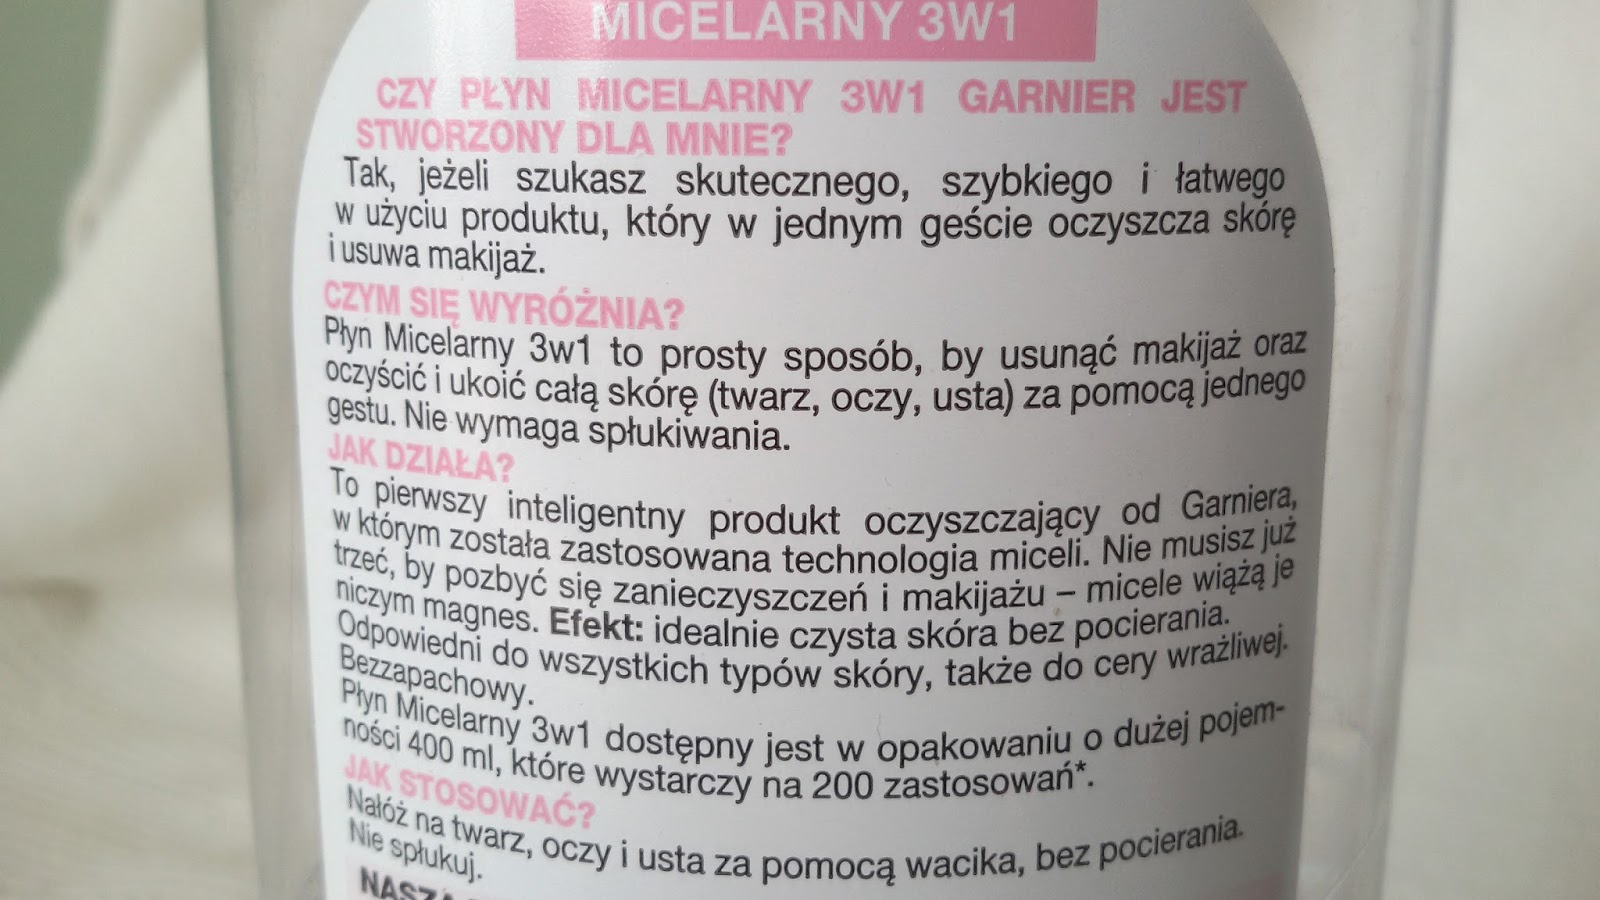 MICELARNY 3W1
CZY PŁYN MICELARNY 3W1 GARNIER JEST
STWORZONY DLA MNIE?
Tak, jeżeli szukasz skutecznego, szybkiego i łatwego
w użyciu produktu, który w jednym geście oczyszcza skórę
i usuwa makijaż.
CZYM SIĘ WYRÓŻNIA?
Płyn Micelarny 3w1 to prosty sposób, by usunąć makijaż oraz
oczyścić i ukoić całą skórę (twarz, oczy, usta) za pomocą jednego
gestu. Nie wymaga spłukiwania.
JAK DZIAŁA?
To pierwszy inteligentny produkt oczyszczający od Garniera,
w którym została zastosowana technologia miceli. Nie musisz już
trzeć, by pozbyć się zanieczyszczeń i makijażu – micele wiążą je
niczym magnes. Efekt: idealnie czysta skóra bez pocierania.
Odpowiedni do wszystkich typów skóry, także do cery wrażliwej.
Bezzapachowy.
Płyn Micelarny 3w1 dostępny jest w opakowaniu o dużej pojem-
ności 400 ml, które wystarczy na 200 zastosowań*.
JAK STOSOWAĆ?
Nałóż na twarz, oczy i usta za pomocą wacika, bez pocierania.
Nie spłukuj.